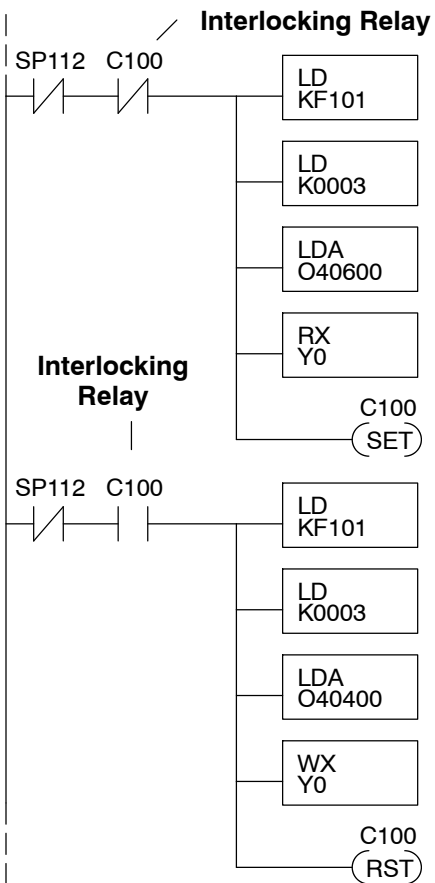 Interlocking Relay
SP112 C100
LD
KF101
LD
K0003
LDA
O40600
RX
Y0
C100
SET
Interlocking
Relay
SP112 C100
LD
KF101
LD
K0003
LDA
O40400
WX
Y0
C100
RST